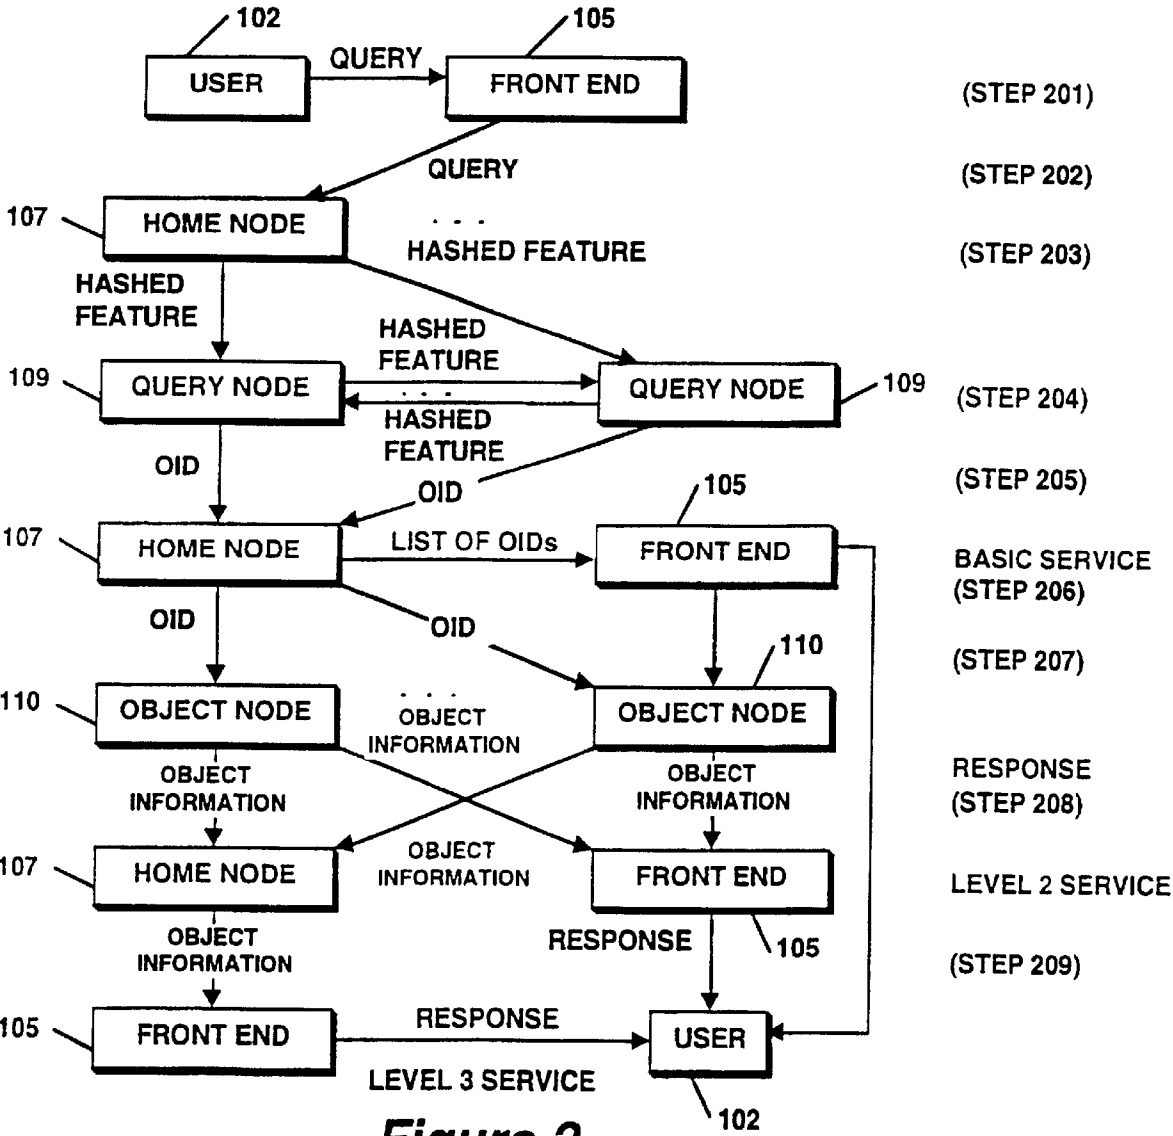 102
105
USER
QUERY
FRONT END
(STEP 201)
QUERY
(STEP 202)
107
HOME NODE
. . .
HASHED FEATURE
(STEP 203)
HASHED
FEATURE
HASHED
FEATURE
109
QUERY NODE
. . .
QUERY NODE
109
(STEP 204)
HASHED
FEATURE
OID
OID
(STEP 205)
105
107
HOME NODE
LIST OF OIDs
FRONT END
BASIC SERVICE
(STEP 206)
OID
OID
110
(STEP 207)
110
OBJECT NODE
. . .
OBJECT
INFORMATION
OBJECT NODE
OBJECT
INFORMATION
OBJECT
INFORMATION
RESPONSE
(STEP 208)
107
HOME NODE
OBJECT
INFORMATION
FRONT END
LEVEL 2 SERVICE
OBJECT
INFORMATION
RESPONSE
105
(STEP 209)
105
FRONT END
RESPONSE
USER
LEVEL 3 SERVICE
102
Figure 2